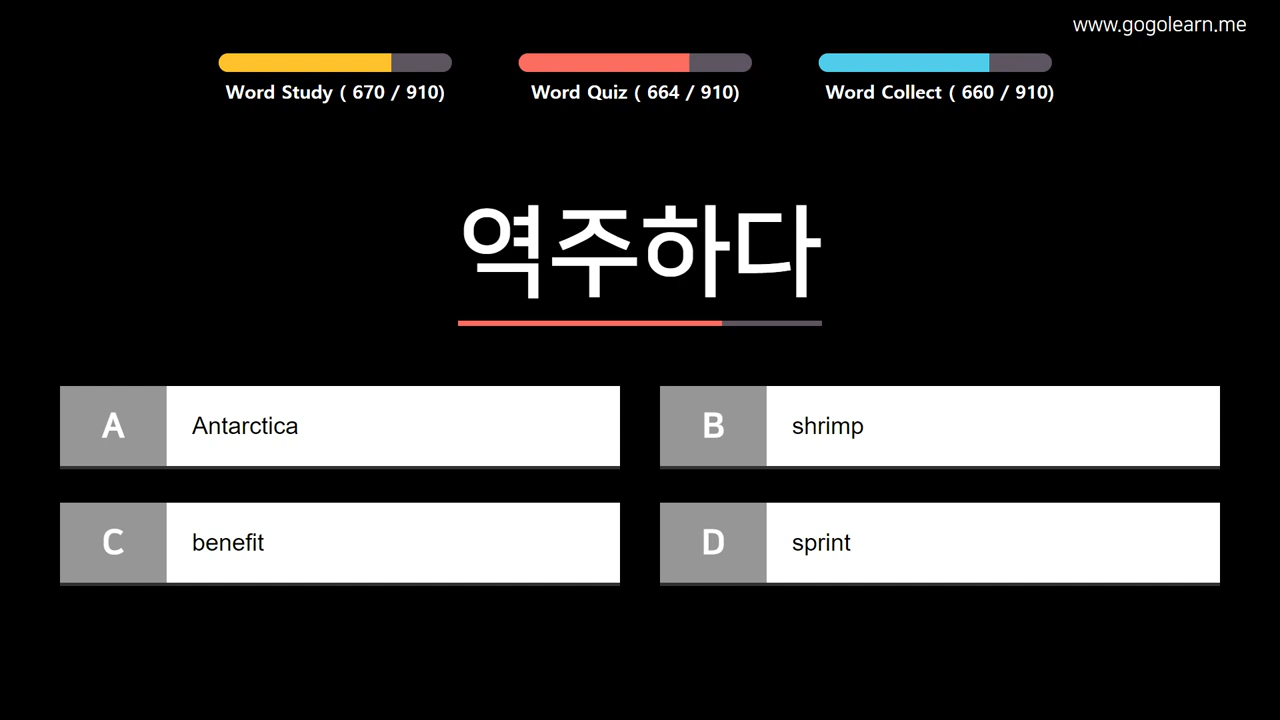 www.gogolearn.me
Word Study ( 670 / 910)
Word Quiz ( 664 / 910)
Word Collect ( 660 / 910)
역주하다
A Antarctica
B shrimp
C benefit
D sprint